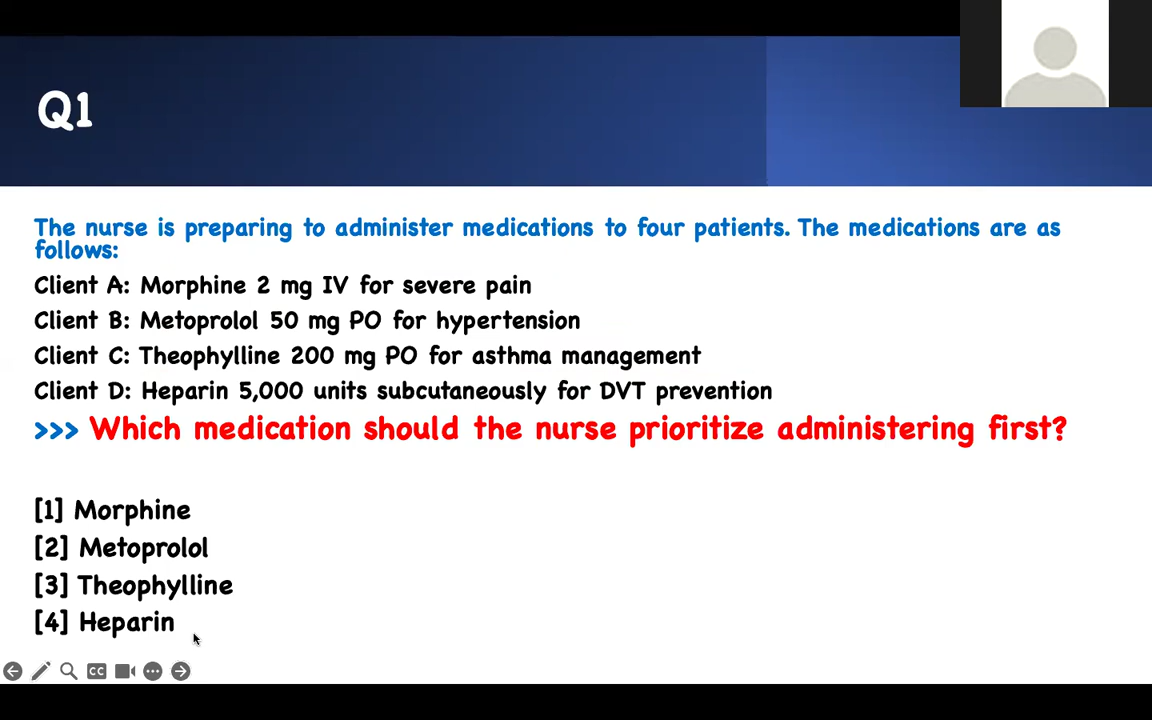 Q1
The nurse is preparing to administer medications to four patients. The medications are as
follows:
Client A: Morphine 2 mg IV for severe pain
Client B: Metoprolol 50 mg PO for hypertension
Client C: Theophylline 200 mg PO for asthma management
Client D: Heparin 5,000 units subcutaneously for DVT prevention
>>> Which medication should the nurse prioritize administering first?
[1] Morphine
[2] Metoprolol
[3] Theophylline
[4] Heparin
CC